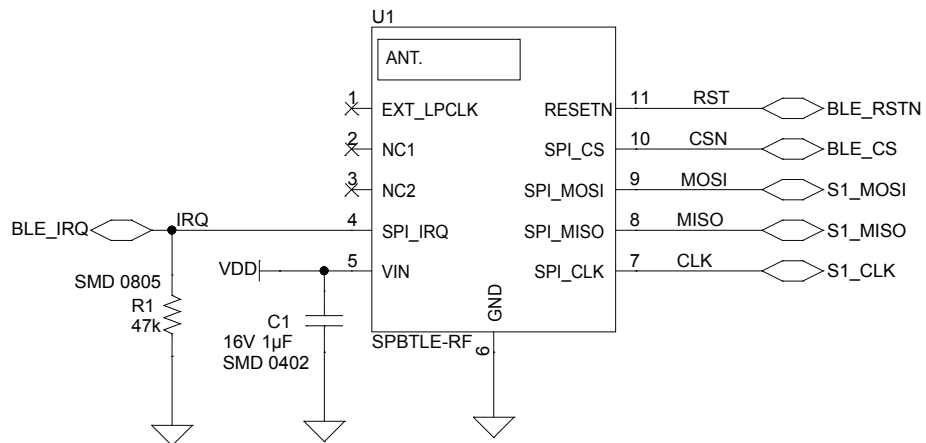 U1
ANT.
1 EXT_LPCLK RESETN 11 RST BLE_RSTN
2 NC1 SPI_CS 10 CSN BLE_CS
3 NC2 SPI_MOSI 9 MOSI S1_MOSI
BLE_IRQ IRQ 4 SPI_IRQ SPI_MISO 8 MISO S1_MISO
VDD 5 VIN SPI_CLK 7 CLK S1_CLK
SMD 0805
R1
47k
C1
16V 1µF
SMD 0402
GND
SPBTLE-RF
6